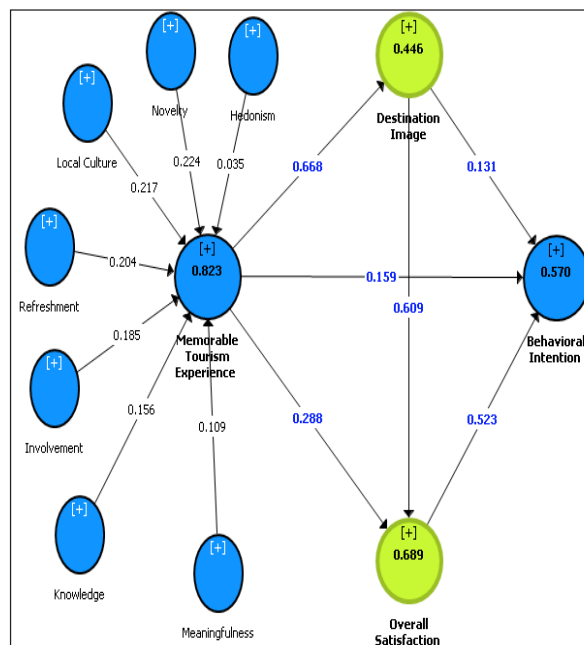 [+]
0.446
[+]
[+]
Novelty
Hedonism
[+]
Destination
Image
Local Culture
0.224
0.035
0.668
0.131
0.217
[+]
0.204
[+]
0.823
0.159
[+]
0.570
Refreshment
0.185
0.609
Memorable
Tourism
Experience
Behavioral
Intention
[+]
0.156
0.109
0.288
0.523
Involvement
[+]
Knowledge
[+]
Meaningfulness
[+]
0.689
Overall
Satisfaction